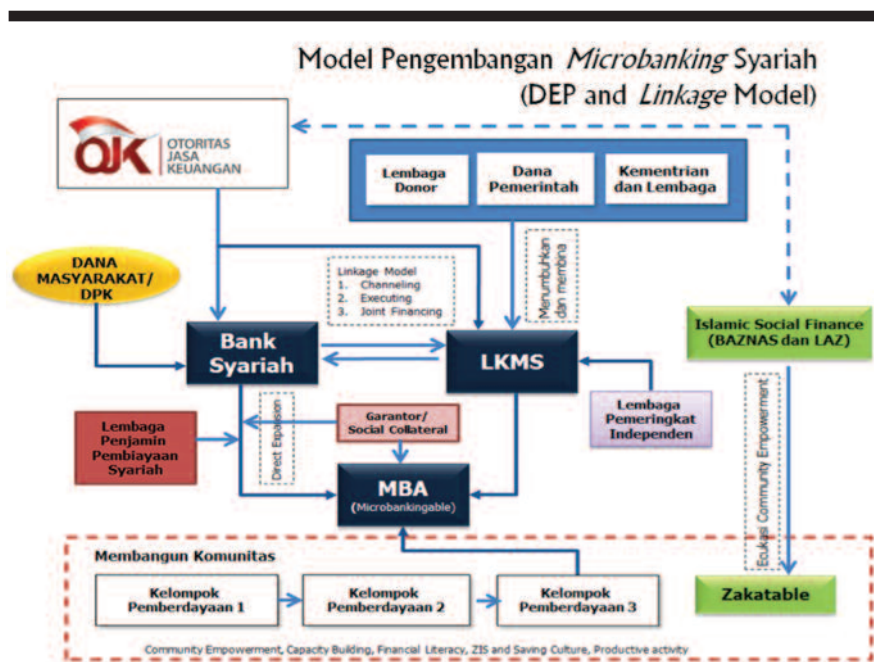 Model Pengembangan Microbanking Syariah
(DEP and Linkage Model)
OJK
OTORITAS
JASA
KEUANGAN
Lembaga
Donor
Dana
Pemerintah
Kementrian
dan Lembaga
DANA
MASYARAKAT/
DPK
Linkage Model
1. Channeling
2. Executing
3. Joint Financing
Menumbuhkan
dan membina
Bank
Syariah
LKMS
Islamic Social Finance
(BAZNAS dan LAZ)
Lembaga
Penjamin
Pembiayaan
Syariah
Direct Expansion
Garantor/
Social Collateral
Lembaga
Pemeringkat
Independen
MBA
(Microbankingable)
Ecukasi Community Empowerment
Membangun Komunitas
Kelompok
Pemberdayaan 1
Kelompok
Pemberdayaan 2
Kelompok
Pemberdayaan 3
Zakatable
Community Empowerment, Capacity Building, Financial Literacy, ZIS and Saving Culture, Productive activity